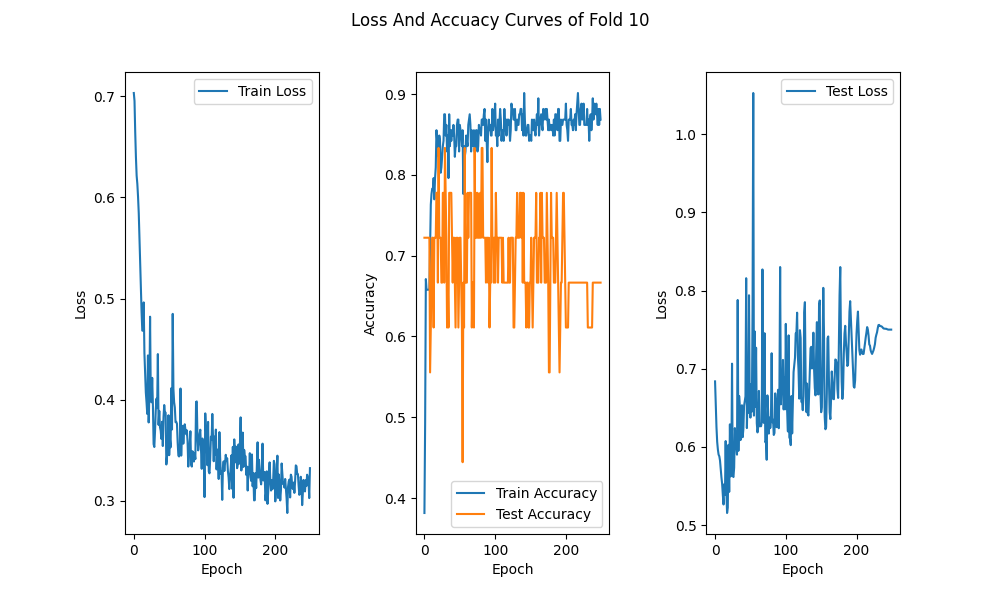 Loss And Accuacy Curves of Fold 10
Loss
0.7
0.6
0.5
0.4
0.3
0
100
200
Epoch
Train Loss
Accuracy
0.9
0.8
0.7
0.6
0.5
0.4
0
100
200
Epoch
Train Accuracy
Test Accuracy
Loss
1.0
0.9
0.8
0.7
0.6
0.5
0
100
200
Epoch
Test Loss